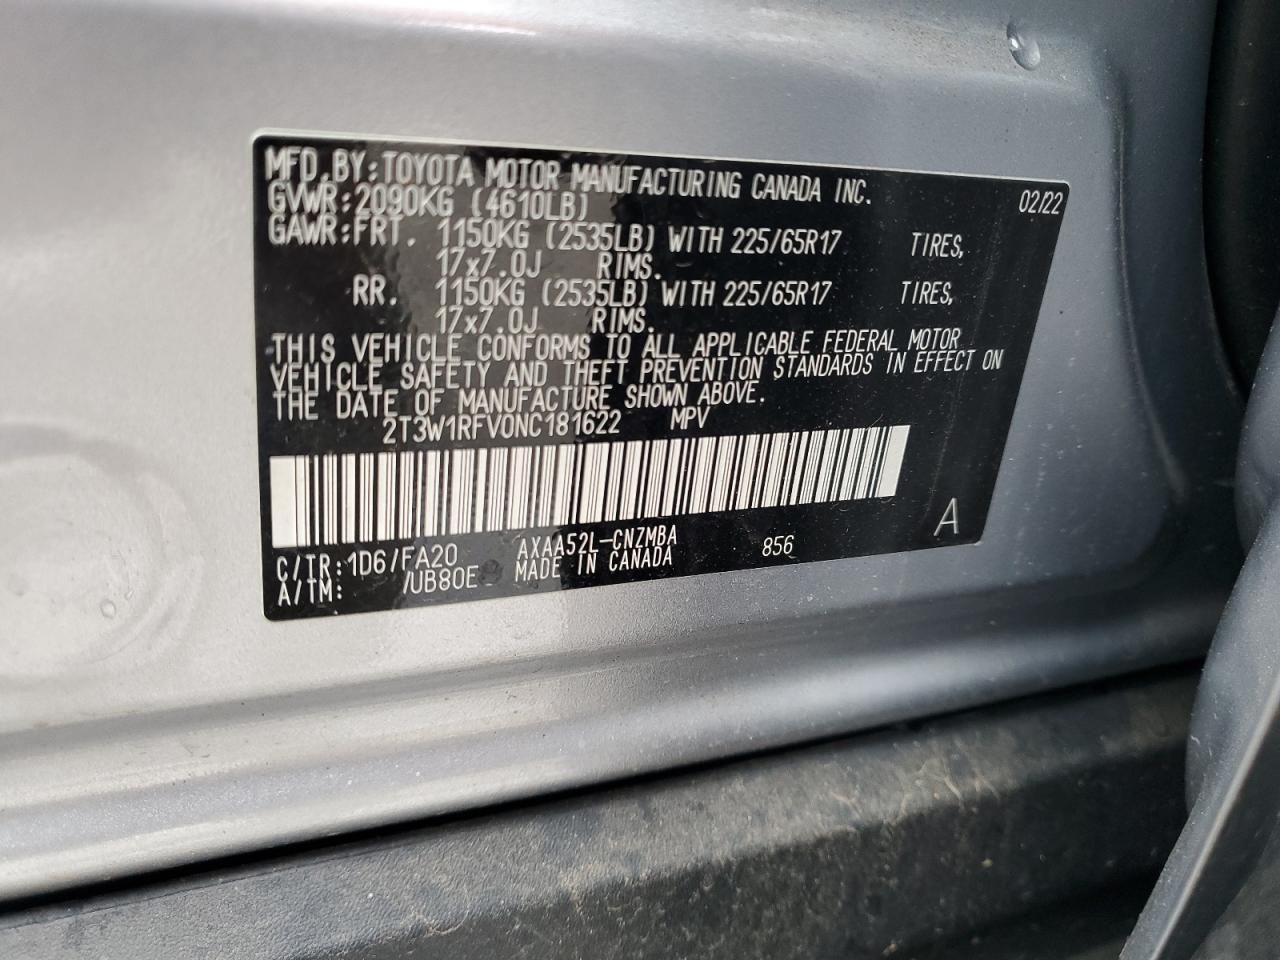 MFD.BY:TOYOTA MOTOR MANUFACTURING CANADA INC.
GVWR:2090KG (4610LB) 02/22
GAWR:FRT. 1150KG (2535LB) WITH 225/65R17 TIRES,
17x7.0J RIMS.
RR. 1150KG (2535LB) WITH 225/65R17 TIRES,
17x7.0J RIMS.
THIS VEHICLE CONFORMS TO ALL APPLICABLE FEDERAL MOTOR
VEHICLE SAFETY AND THEFT PREVENTION STANDARDS IN EFFECT ON
THE DATE OF MANUFACTURE SHOWN ABOVE.
2T3W1RFV0NC181622 MPV
C/TR:1D6/FA20 AXAA52L-CNZMBA 856 A
A/TM: /UB80E MADE IN CANADA